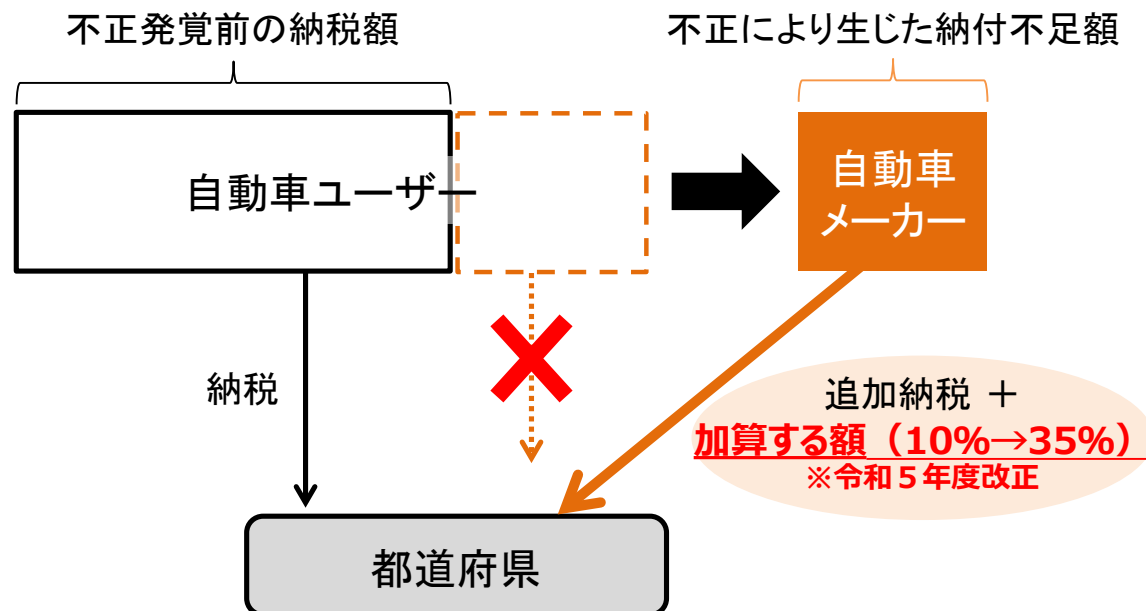 不正発覚前の納税額
不正により生じた納付不足額
自動車ユーザー
自動車
メーカー
納税
追加納税 ＋
加算する額（10%→35%）
※令和５年度改正
都道府県